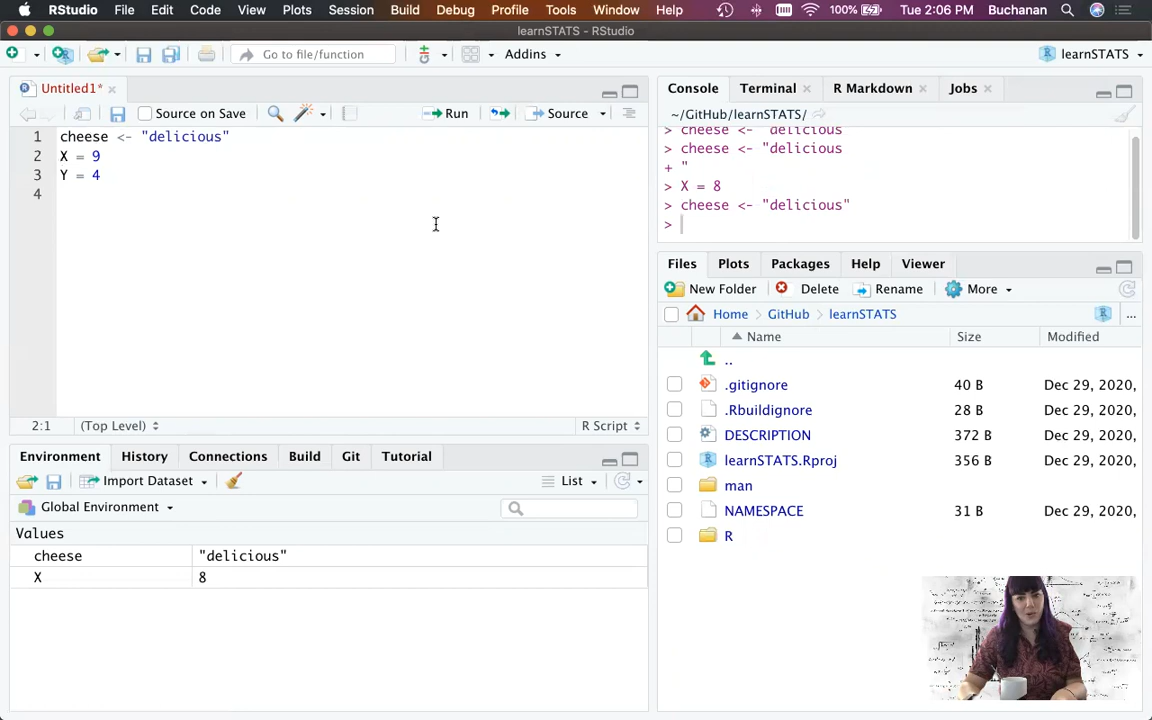 RStudio File Edit Code View Plots Session Build Debug Profile Tools Window Help 100% Tue 2:06 PM Buchanan
learnSTATS - RStudio
Go to file/function Addins learnSTATS
Untitled1*
Source on Save Run Source
1 cheese <- "delicious"
2 X = 9
3 Y = 4
4
2:1 (Top Level) R Script
Environment History Connections Build Git Tutorial
Import Dataset List
Global Environment
Values
cheese "delicious"
X 8
Console Terminal R Markdown Jobs
~/GitHub/learnSTATS/
> cheese <- "delicious
> cheese <- "delicious
+ "
> X = 8
> cheese <- "delicious"
>
Files Plots Packages Help Viewer
New Folder Delete Rename More
Home GitHub learnSTATS ...
Name Size Modified
..
.gitignore 40 B Dec 29, 2020,
.Rbuildignore 28 B Dec 29, 2020,
DESCRIPTION 372 B Dec 29, 2020,
learnSTATS.Rproj 356 B Dec 29, 2020,
man
NAMESPACE 31 B Dec 29, 2020,
R